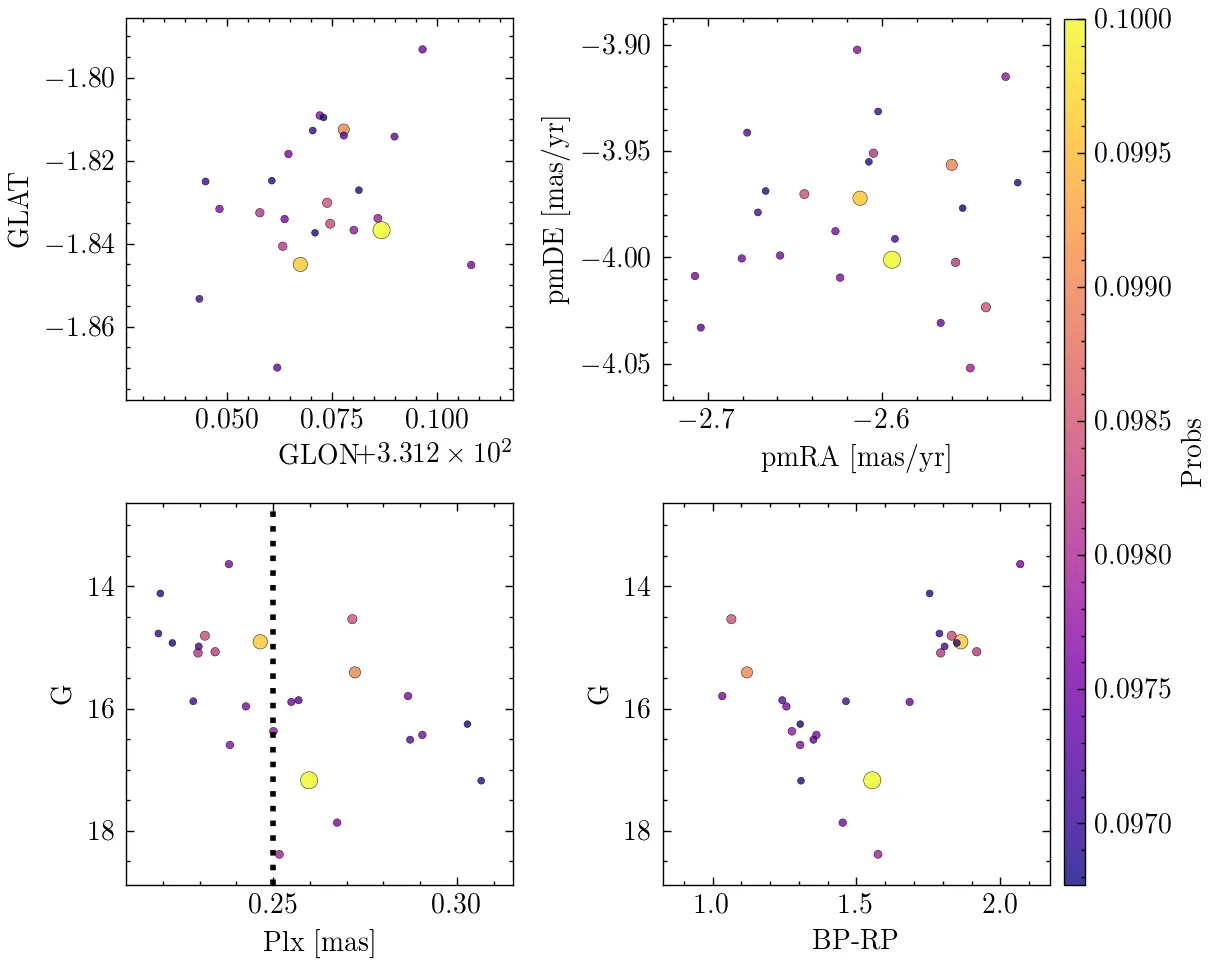 −1.80
−1.82
−1.84
−1.86
GLAT
0.050 0.075 0.100
GLON+3.312 × 10²
−3.90
−3.95
−4.00
−4.05
pmDE [mas/yr]
−2.7 −2.6
pmRA [mas/yr]
0.1000
0.0995
0.0990
0.0985
0.0980
0.0975
0.0970
Probs
14
16
18
G
0.25 0.30
Plx [mas]
14
16
18
G
1.0 1.5 2.0
BP-RP